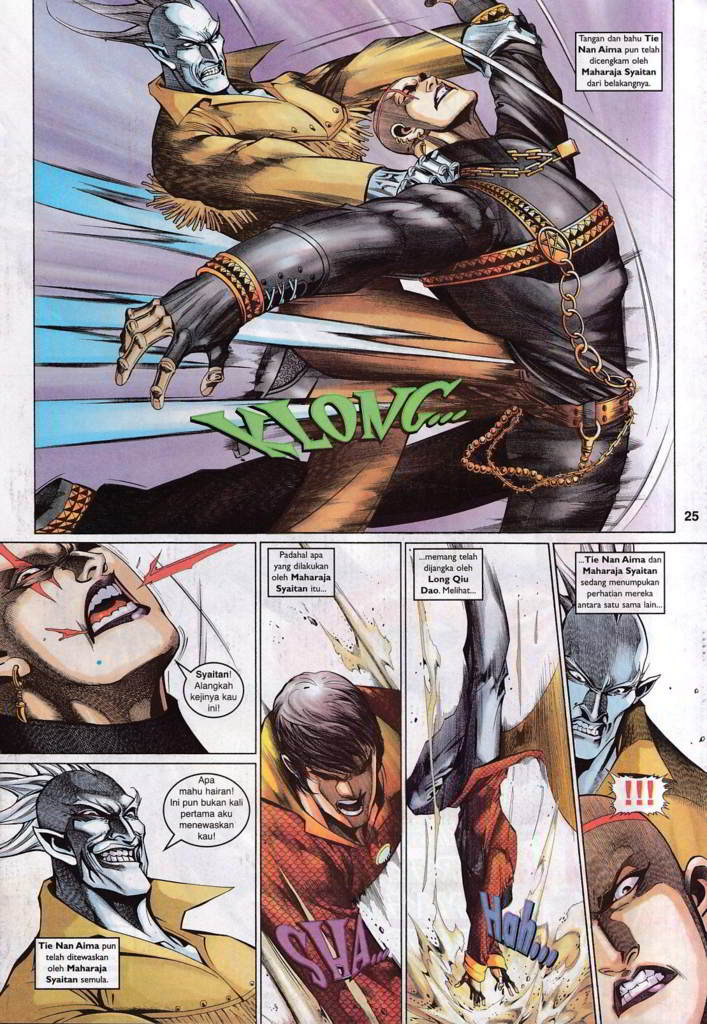 Tangan dan bahu Tie
Nan Aima pun telah
dicengkam oleh
Maharaja Syaitan
dari belakangnya.
KLONG...
25
Syaitan!
Alangkah
kejinya kau
ini!
Apa
mahu hairan!
Ini pun bukan kali
pertama aku
menewaskan
kau!
Tie Nan Aima pun
telah ditewaskan
oleh Maharaja
Syaitan semula.
Padahal apa
yang dilakukan
oleh Maharaja
Syaitan itu...
SHA...
...memang telah
dijangka oleh
Long Qiu
Dao. Melihat...
Hah...
...Tie Nan Aima dan
Maharaja Syaitan
sedang menumpukan
perhatian mereka
antara satu sama lain...
!!!